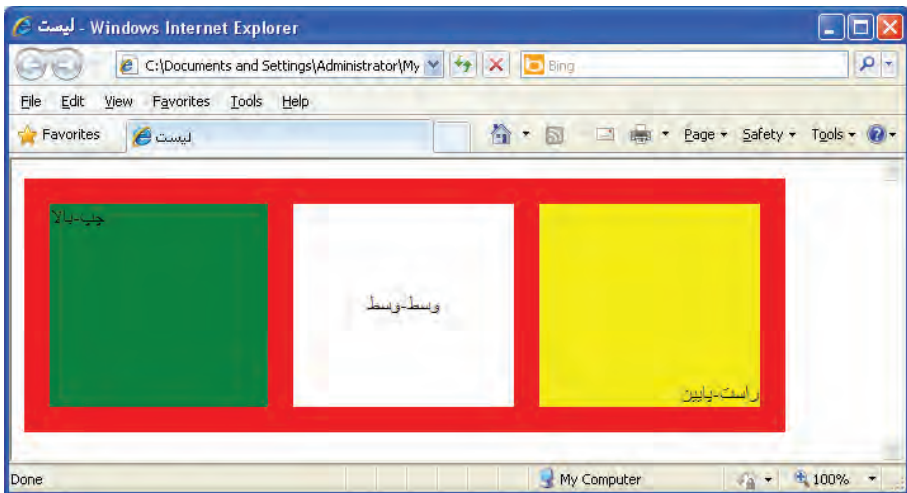 لیست - Windows Internet Explorer
C:\Documents and Settings\Administrator\My
Bing
File Edit View Favorites Tools Help
Favorites
لیست
Page Safety Tools
چپ-بالا
وسط-وسط
راست-پایین
Done
My Computer
100%